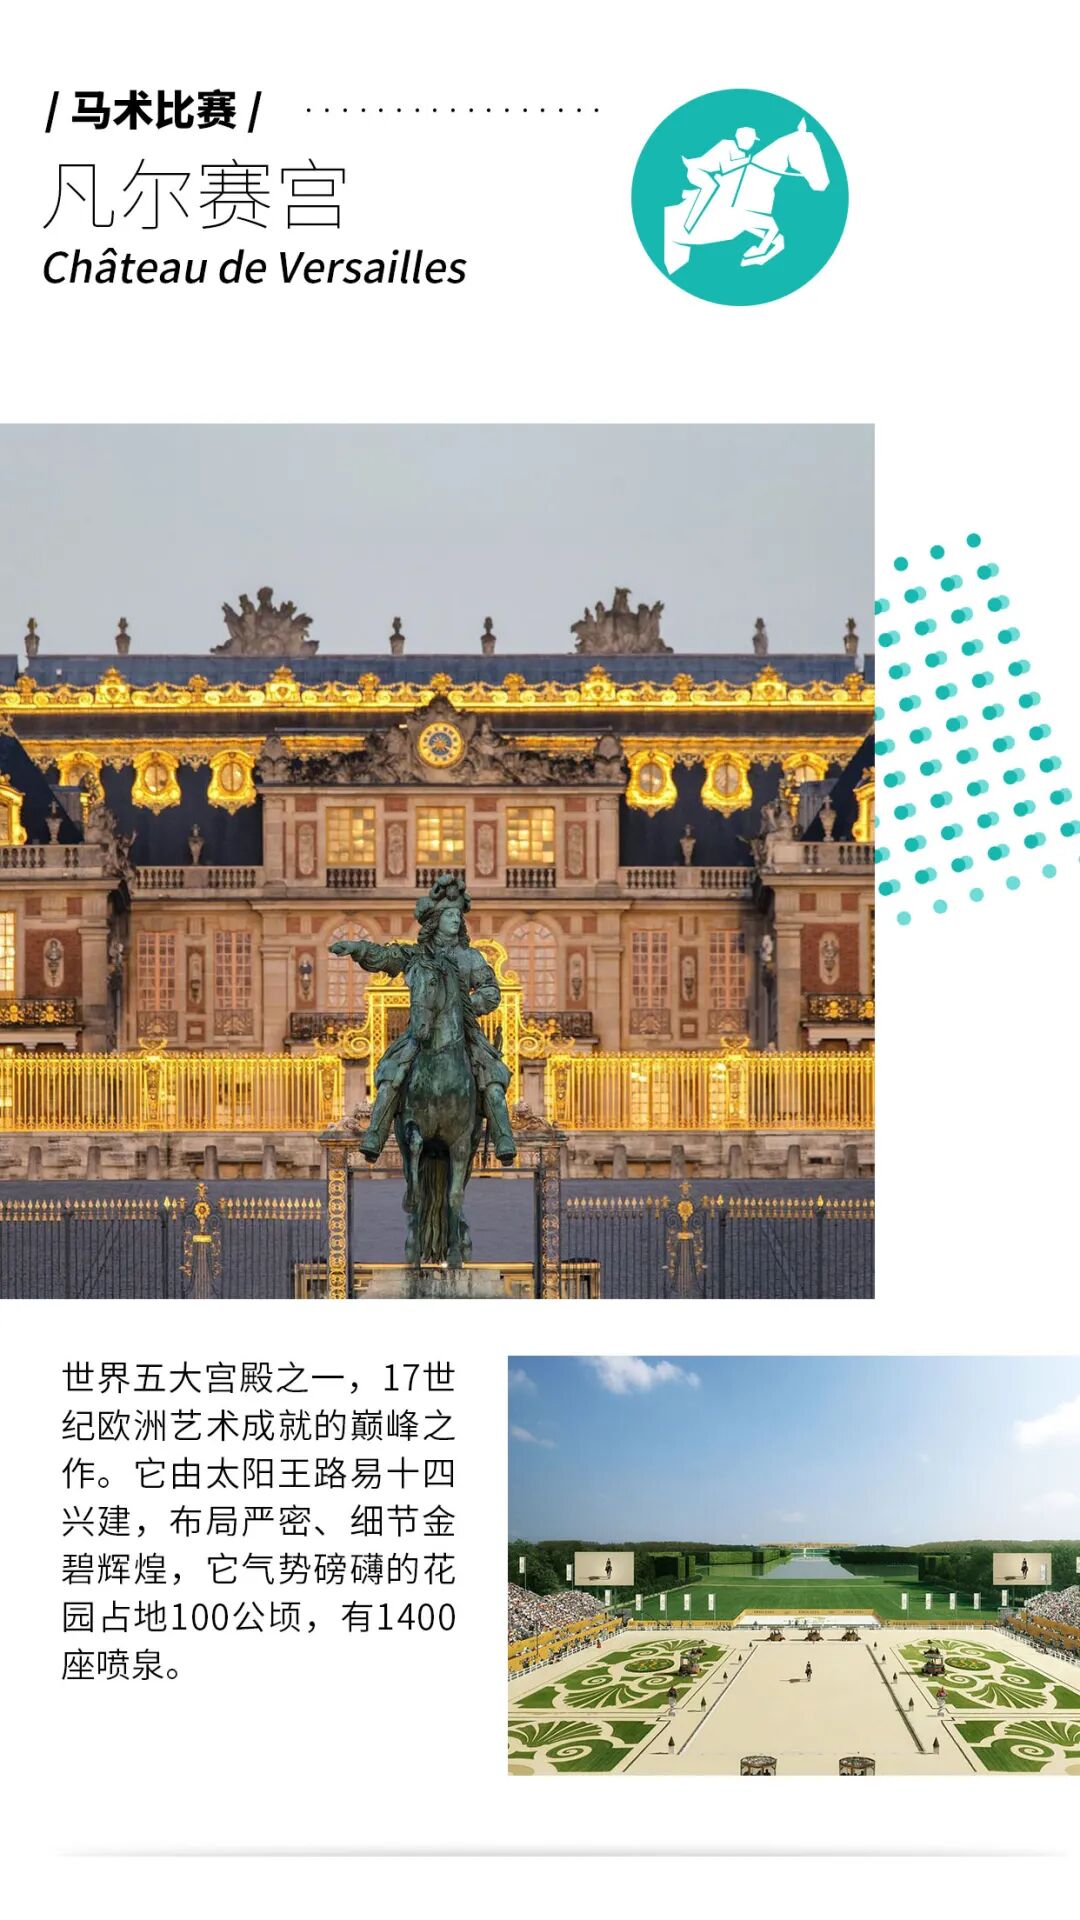 / 马术比赛 /
凡尔赛宫
Château de Versailles
世界五大宫殿之一，17世
纪欧洲艺术成就的巅峰之
作。它由太阳王路易十四
兴建，布局严密、细节金
碧辉煌，它气势磅礴的花
园占地100公顷，有1400
座喷泉。